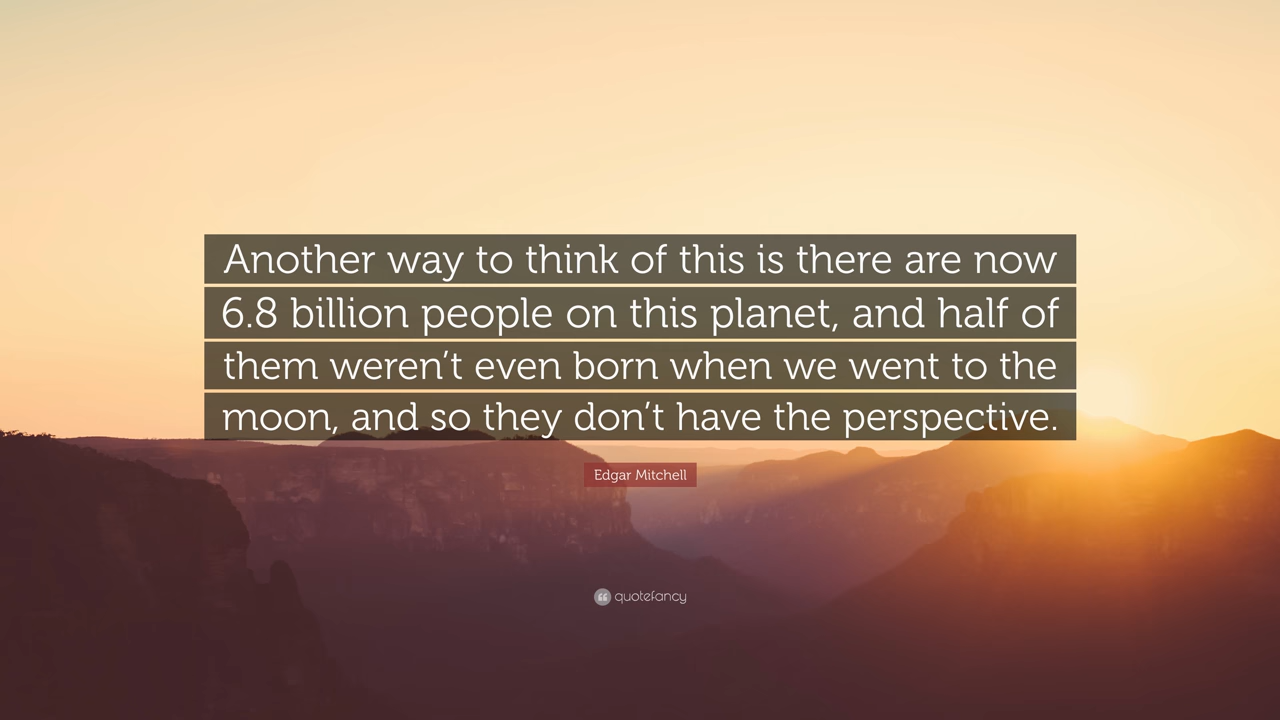 Another way to think of this is there are now
6.8 billion people on this planet, and half of
them weren’t even born when we went to the
moon, and so they don’t have the perspective.
Edgar Mitchell
quotefancy